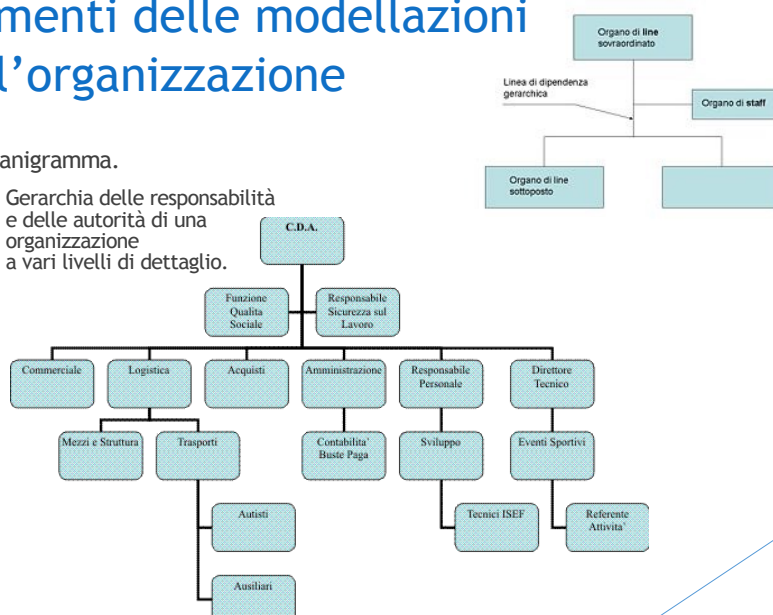 menti delle modellazioni
l'organizzazione
anigramma.
Gerarchia delle responsabilità
e delle autorità di una
organizzazione
a vari livelli di dettaglio.
Organo di line
sovraordinato
Linea di dipendenza
gerarchica
Organo di staff
Organo di line
sottoposto
C.D.A.
Funzione
Qualita
Sociale
Responsabile
Sicurezza sul
Lavoro
Commerciale
Logistica
Acquisti
Amministrazione
Responsabile
Personale
Direttore
Tecnico
Mezzi e Struttura
Trasporti
Contabilita'
Buste Paga
Sviluppo
Eventi Sportivi
Autisti
Tecnici ISEF
Referente
Attivita'
Ausiliari